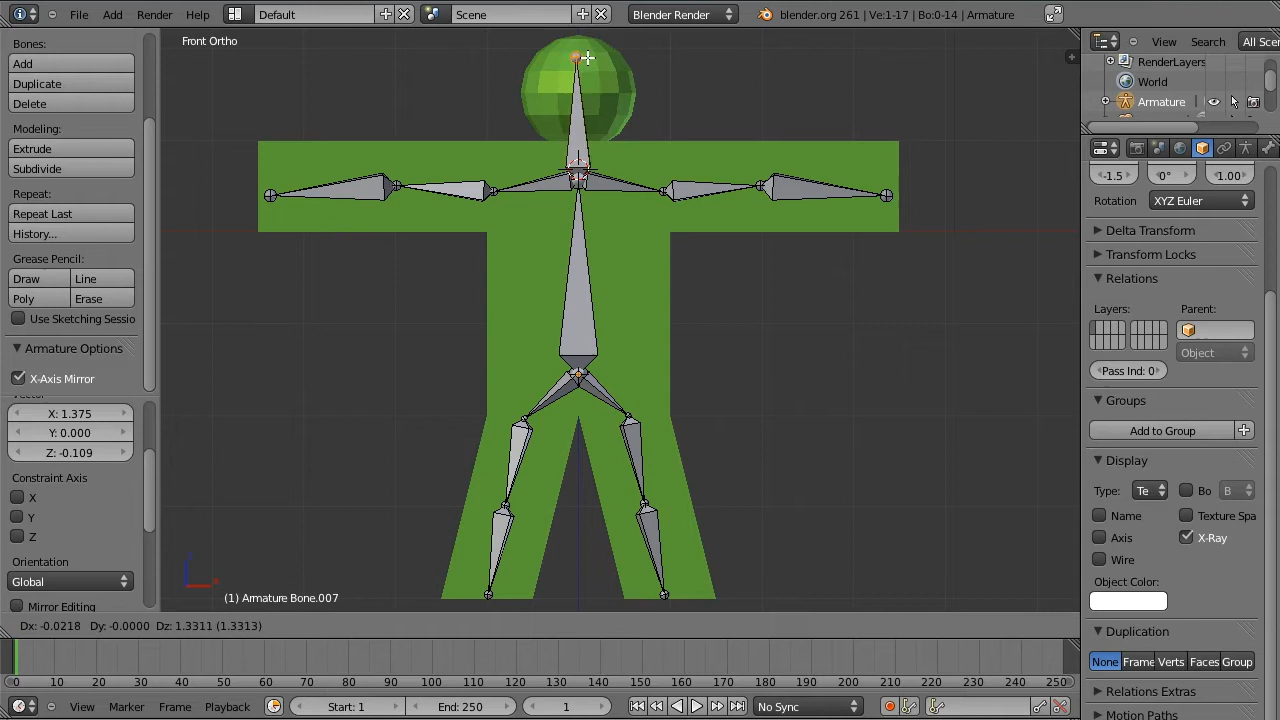 File Add Render Help Default Scene Blender Render blender.org 261 | Ve:1-17 | Bo:0-14 | Armature
Front Ortho
Bones:
Add
Duplicate
Delete
Modeling:
Extrude
Subdivide
Repeat:
Repeat Last
History...
Grease Pencil:
Draw Line
Poly Erase
Use Sketching Sessio
Armature Options
X-Axis Mirror
X: 1.375
Y: 0.000
Z: -0.109
Constraint Axis
X
Y
Z
Orientation
Global
Mirror Editing
(1) Armature Bone.007
Dx: -0.0218 Dy: -0.0000 Dz: 1.3311 (1.3313)
0 10 20 30 40 50 60 70 80 90 100 110 120 130 140 150 160 170 180 190 200 210 220 230 240 250
View Marker Frame Playback Start: 1 End: 250 1 No Sync
View Search All Sce
RenderLayers
World
Armature
-1.5 0° 1.00
Rotation XYZ Euler
Delta Transform
Transform Locks
Relations
Layers: Parent:
Object
Pass Ind: 0
Groups
Add to Group
Display
Type: Te Bo B
Name Texture Spa
Axis X-Ray
Wire
Object Color:
Duplication
None Frame Verts Faces Group
Relations Extras
Motion Paths